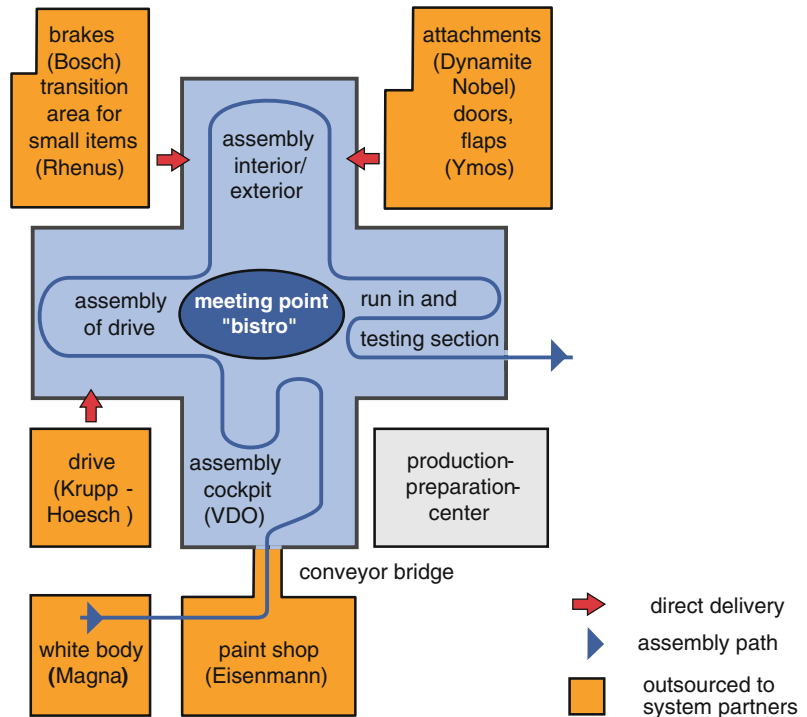 brakes
(Bosch)
transition
area for
small items
(Rhenus)
attachments
(Dynamite
Nobel)
doors,
flaps
(Ymos)
assembly
interior/
exterior
assembly
of drive
meeting point
"bistro"
run in and
testing section
drive
(Krupp -
Hoesch )
assembly
cockpit
(VDO)
production-
preparation-
center
conveyor bridge
white body
(Magna)
paint shop
(Eisenmann)
direct delivery
assembly path
outsourced to
system partners